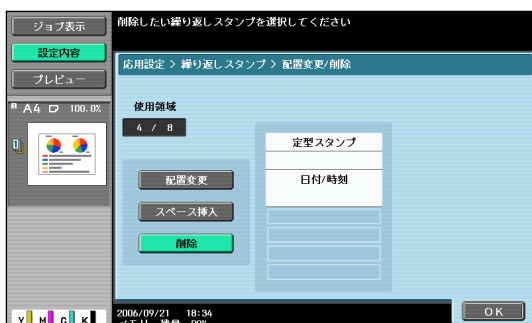 ジョブ表示
削除したい繰り返しスタンプを選択してください
設定内容
プレビュー
応用設定 > 繰り返しスタンプ > 配置変更/削除
A4 100.0%
使用領域
4 / 8
定型スタンプ
日付/時刻
配置変更
スペース挿入
削除
2006/09/21 18:34
Y M C K
OK